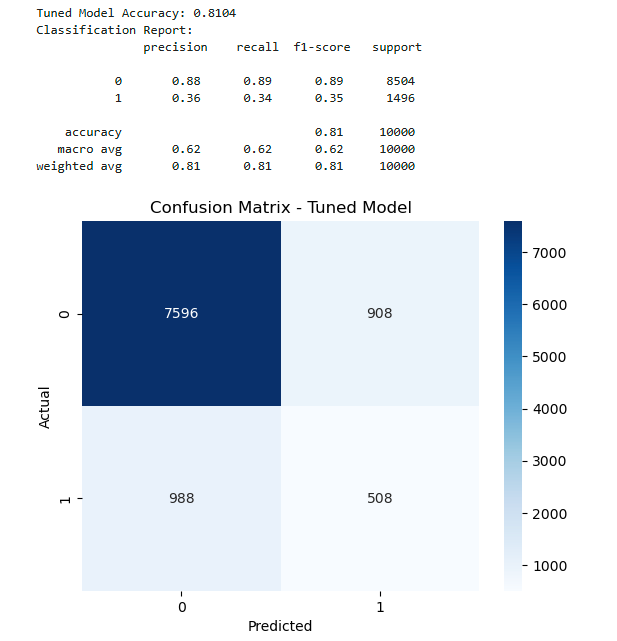 Tuned Model Accuracy: 0.8104
Classification Report:
precision recall f1-score support
0 0.88 0.89 0.89 8504
1 0.36 0.34 0.35 1496
accuracy 0.81 10000
macro avg 0.62 0.62 0.62 10000
weighted avg 0.81 0.81 0.81 10000
Confusion Matrix - Tuned Model
7000
0 7596 908
6000
5000
Actual
4000
3000
1 988 508
2000
1000
0 1
Predicted